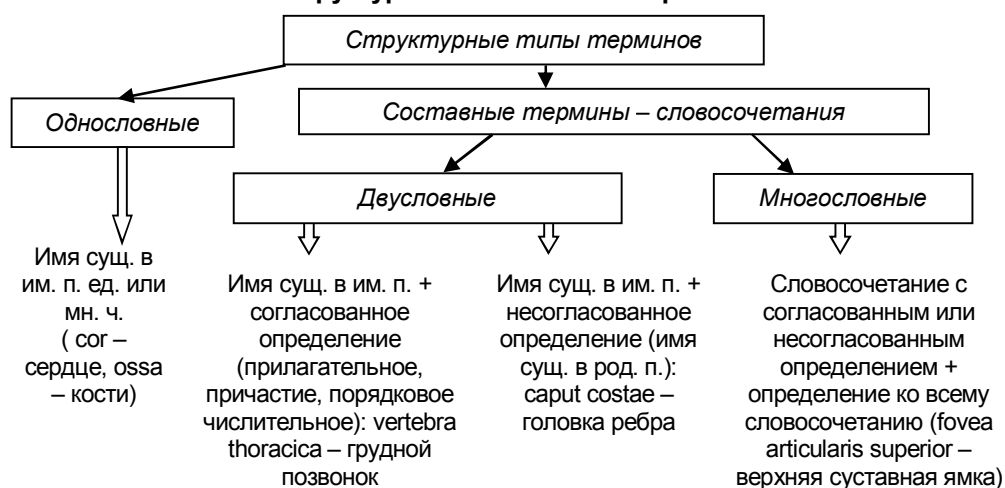 Структурные типы терминов
Однословные
Составные термины – словосочетания
Двусловные
Многословные
Имя сущ. в
им. п. ед. или
мн. ч.
( cor –
сердце, ossa
– кости)
Имя сущ. в им. п. +
согласованное
определение
(прилагательное,
причастие, порядковое
числительное): vertebra
thoracica – грудной
позвонок
Имя сущ. в им. п. +
несогласованное
определение (имя
сущ. в род. п.):
caput costae –
головка ребра
Словосочетание с
согласованным или
несогласованным
определением +
определение ко всему
словосочетанию (fovea
articularis superior –
верхняя суставная ямка)